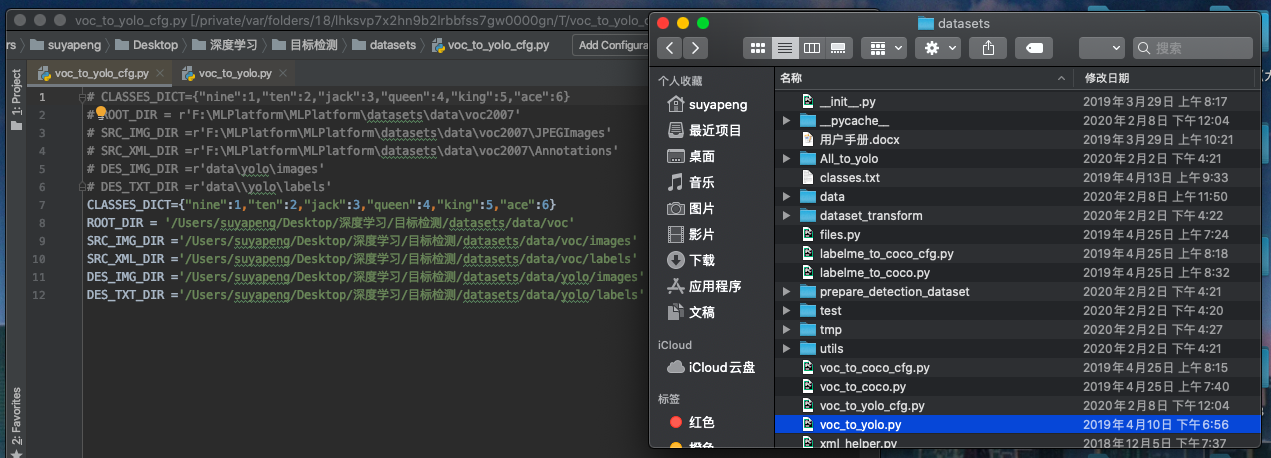 voc_to_yolo_cfg.py [/private/var/folders/18/lhksvp7x2hn9b2lrbbfss7gw0000gn/T/voc_to_yolo_c
rs
suyapeng
Desktop
深度学习
目标检测
datasets
voc_to_yolo_cfg.py
Add Configura
voc_to_yolo_cfg.py
voc_to_yolo.py
1: Project
2: Favorites
1 # CLASSES_DICT={"nine":1,"ten":2,"jack":3,"queen":4,"king":5,"ace":6}
2 # ROOT_DIR = r'F:\MLPlatform\MLPlatform\datasets\data\voc2007'
3 # SRC_IMG_DIR =r'F:\MLPlatform\MLPlatform\datasets\data\voc2007\JPEGImages'
4 # SRC_XML_DIR =r'F:\MLPlatform\MLPlatform\datasets\data\voc2007\Annotations'
5 # DES_IMG_DIR =r'data\yolo\images'
6 # DES_TXT_DIR =r'data\\yolo\labels'
7 CLASSES_DICT={"nine":1,"ten":2,"jack":3,"queen":4,"king":5,"ace":6}
8 ROOT_DIR = '/Users/suyapeng/Desktop/深度学习/目标检测/datasets/data/voc'
9 SRC_IMG_DIR ='/Users/suyapeng/Desktop/深度学习/目标检测/datasets/data/voc/images'
10 SRC_XML_DIR ='/Users/suyapeng/Desktop/深度学习/目标检测/datasets/data/voc/labels'
11 DES_IMG_DIR ='/Users/suyapeng/Desktop/深度学习/目标检测/datasets/data/yolo/images'
12 DES_TXT_DIR ='/Users/suyapeng/Desktop/深度学习/目标检测/datasets/data/yolo/labels'
datasets
搜索
个人收藏
suyapeng
最近项目
桌面
音乐
图片
影片
下载
应用程序
文稿
iCloud
iCloud云盘
标签
红色
橙色
名称 修改日期
__init__.py 2019年3月29日 上午8:17
__pycache__ 2020年2月8日 下午12:04
用户手册.docx 2019年3月29日 上午10:21
All_to_yolo 2020年2月2日 下午4:21
classes.txt 2019年4月13日 上午9:33
data 2020年2月8日 上午11:50
dataset_transform 2020年2月2日 下午4:22
files.py 2019年4月25日 上午7:24
labelme_to_coco_cfg.py 2019年4月25日 上午8:18
labelme_to_coco.py 2019年4月25日 上午8:32
prepare_detection_dataset 2020年2月2日 下午4:21
test 2020年2月2日 下午4:20
tmp 2020年2月2日 下午4:27
utils 2020年2月2日 下午4:21
voc_to_coco_cfg.py 2019年4月25日 上午8:15
voc_to_coco.py 2019年4月25日 上午7:40
voc_to_yolo_cfg.py 2020年2月8日 下午12:04
voc_to_yolo.py 2019年4月10日 下午6:56
xml_helper.py 2018年12月5日 下午7:37